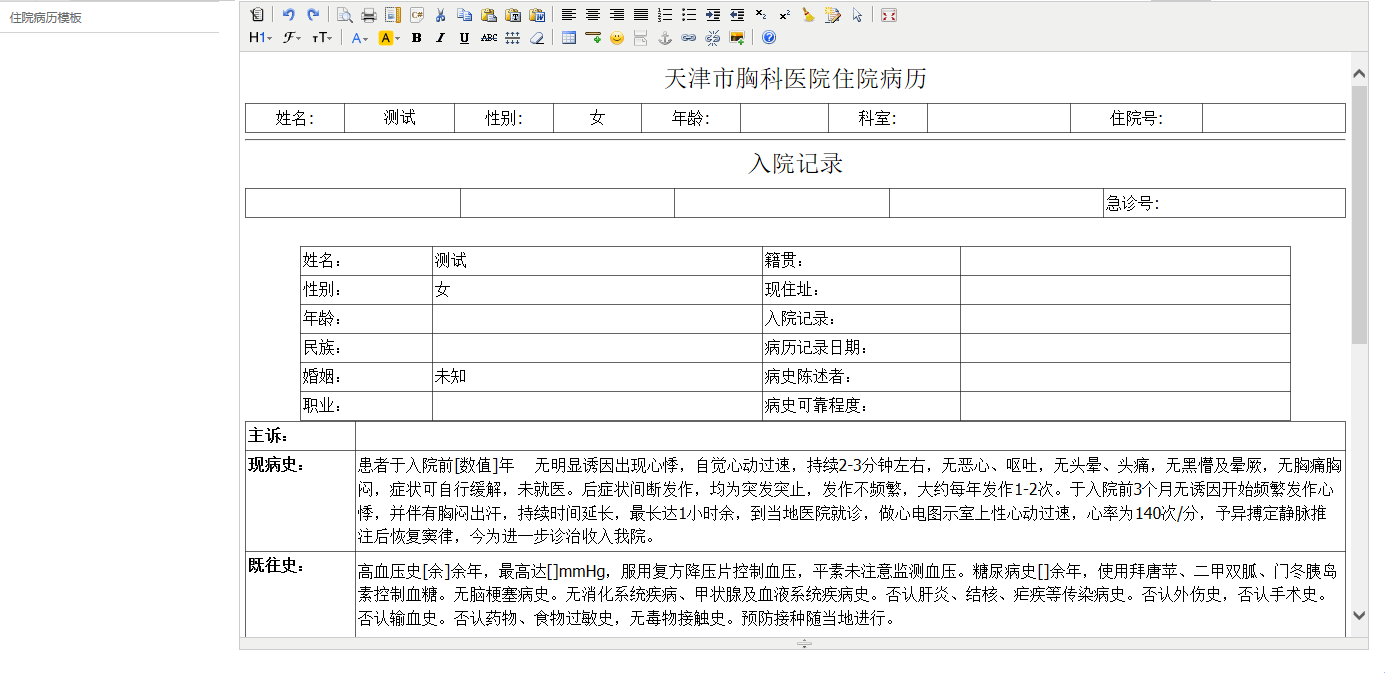 住院病历模板
H1 F тT A A B I U ABC
天津市胸科医院住院病历
姓名： 测试 性别： 女 年龄： 科室： 住院号：
入院记录
急诊号：
姓名： 测试 籍贯：
性别： 女 现住址：
年龄： 入院记录：
民族： 病历记录日期：
婚姻： 未知 病史陈述者：
职业： 病史可靠程度：
主诉：
现病史： 患者于入院前[数值]年 无明显诱因出现心悸，自觉心动过速，持续2-3分钟左右，无恶心、呕吐，无头晕、头痛，无黑懵及晕厥，无胸痛胸
闷，症状可自行缓解，未就医。后症状间断发作，均为突发突止，发作不频繁，大约每年发作1-2次。于入院前3个月无诱因开始频繁发作心
悸，并伴有胸闷出汗，持续时间延长，最长达1小时余，到当地医院就诊，做心电图示室上性心动过速，心率为140次/分，予异搏定静脉推
注后恢复窦律，今为进一步诊治收入我院。
既往史： 高血压史[余]余年，最高达[]mmHg，服用复方降压片控制血压，平素未注意监测血压。糖尿病史[]余年，使用拜唐苹、二甲双胍、门冬胰岛
素控制血糖。无脑梗塞病史。无消化系统疾病、甲状腺及血液系统疾病史。否认肝炎、结核、疟疾等传染病史。否认外伤史，否认手术史。
否认输血史。否认药物、食物过敏史，无毒物接触史。预防接种随当地进行。